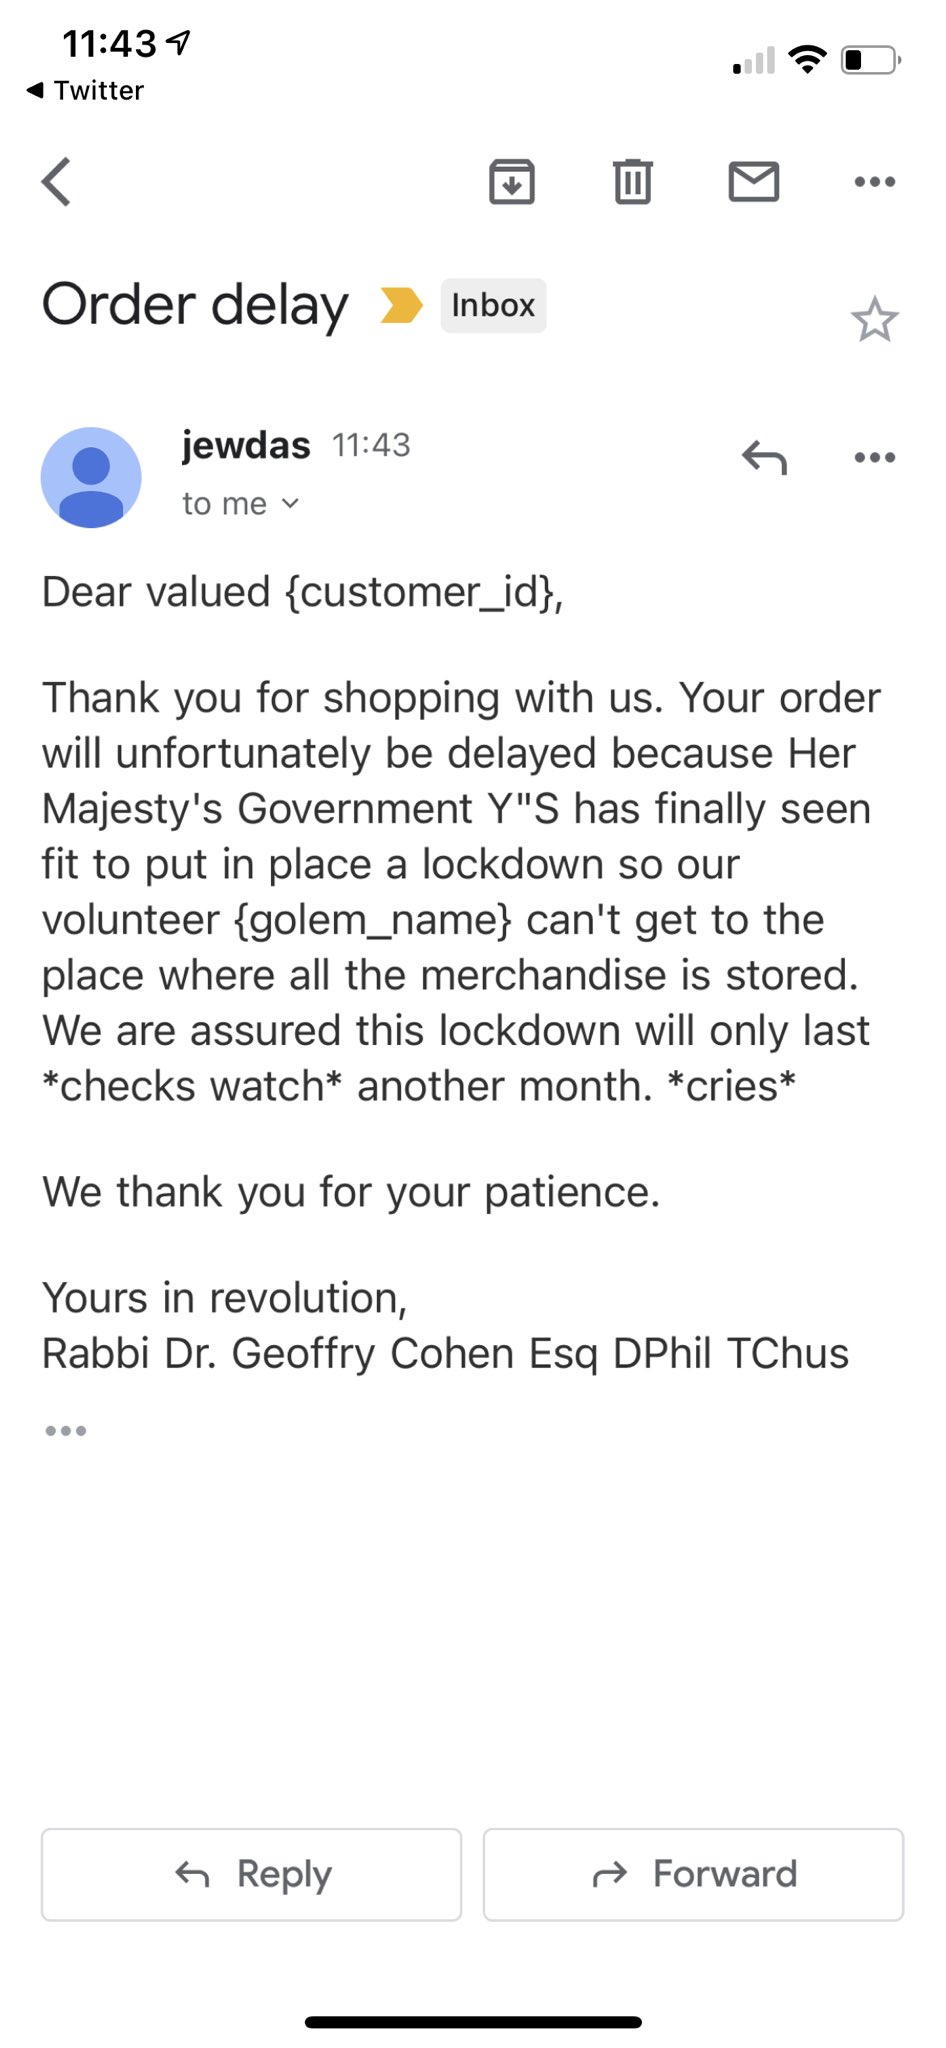 11:43
Twitter
Order delay
Inbox
jewdas 11:43
to me
Dear valued {customer_id},
Thank you for shopping with us. Your order
will unfortunately be delayed because Her
Majesty's Government Y"S has finally seen
fit to put in place a lockdown so our
volunteer {golem_name} can't get to the
place where all the merchandise is stored.
We are assured this lockdown will only last
*checks watch* another month. *cries*
We thank you for your patience.
Yours in revolution,
Rabbi Dr. Geoffry Cohen Esq DPhil TChus
Reply
Forward